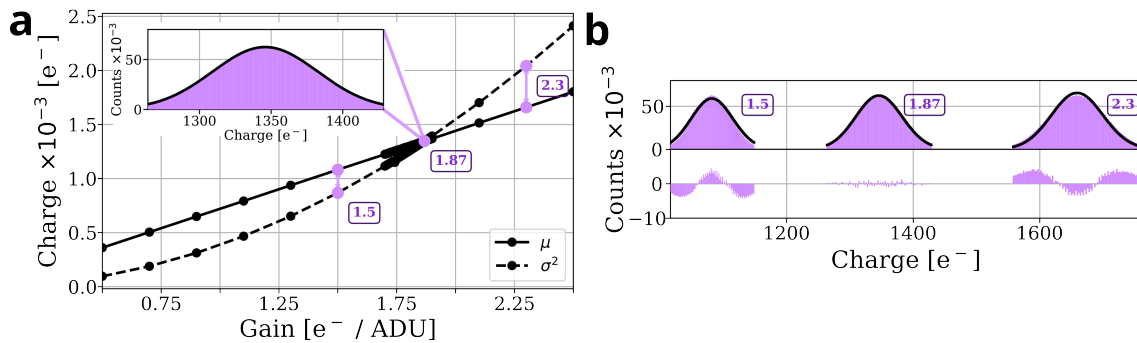 a
2.5
2.0
1.5
1.0
0.5
0.0
Charge ×10⁻³ [e⁻]
0.75
1.25
1.75
2.25
Gain [e⁻ / ADU]
50
0
Counts ×10⁻³
1300
1350
1400
Charge [e⁻]
2.3
1.87
1.5
μ
σ²
b
50
0
0
−10
Counts ×10⁻³
1.5
1.87
2.3
1200
1400
1600
Charge [e⁻]